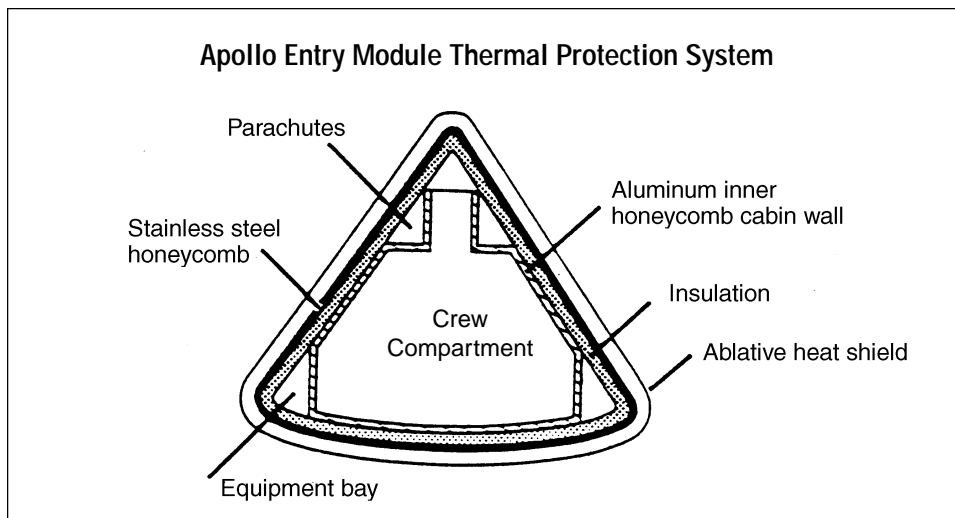 Apollo Entry Module Thermal Protection System
Parachutes
Aluminum inner
honeycomb cabin wall
Stainless steel
honeycomb
Insulation
Crew
Compartment
Ablative heat shield
Equipment bay